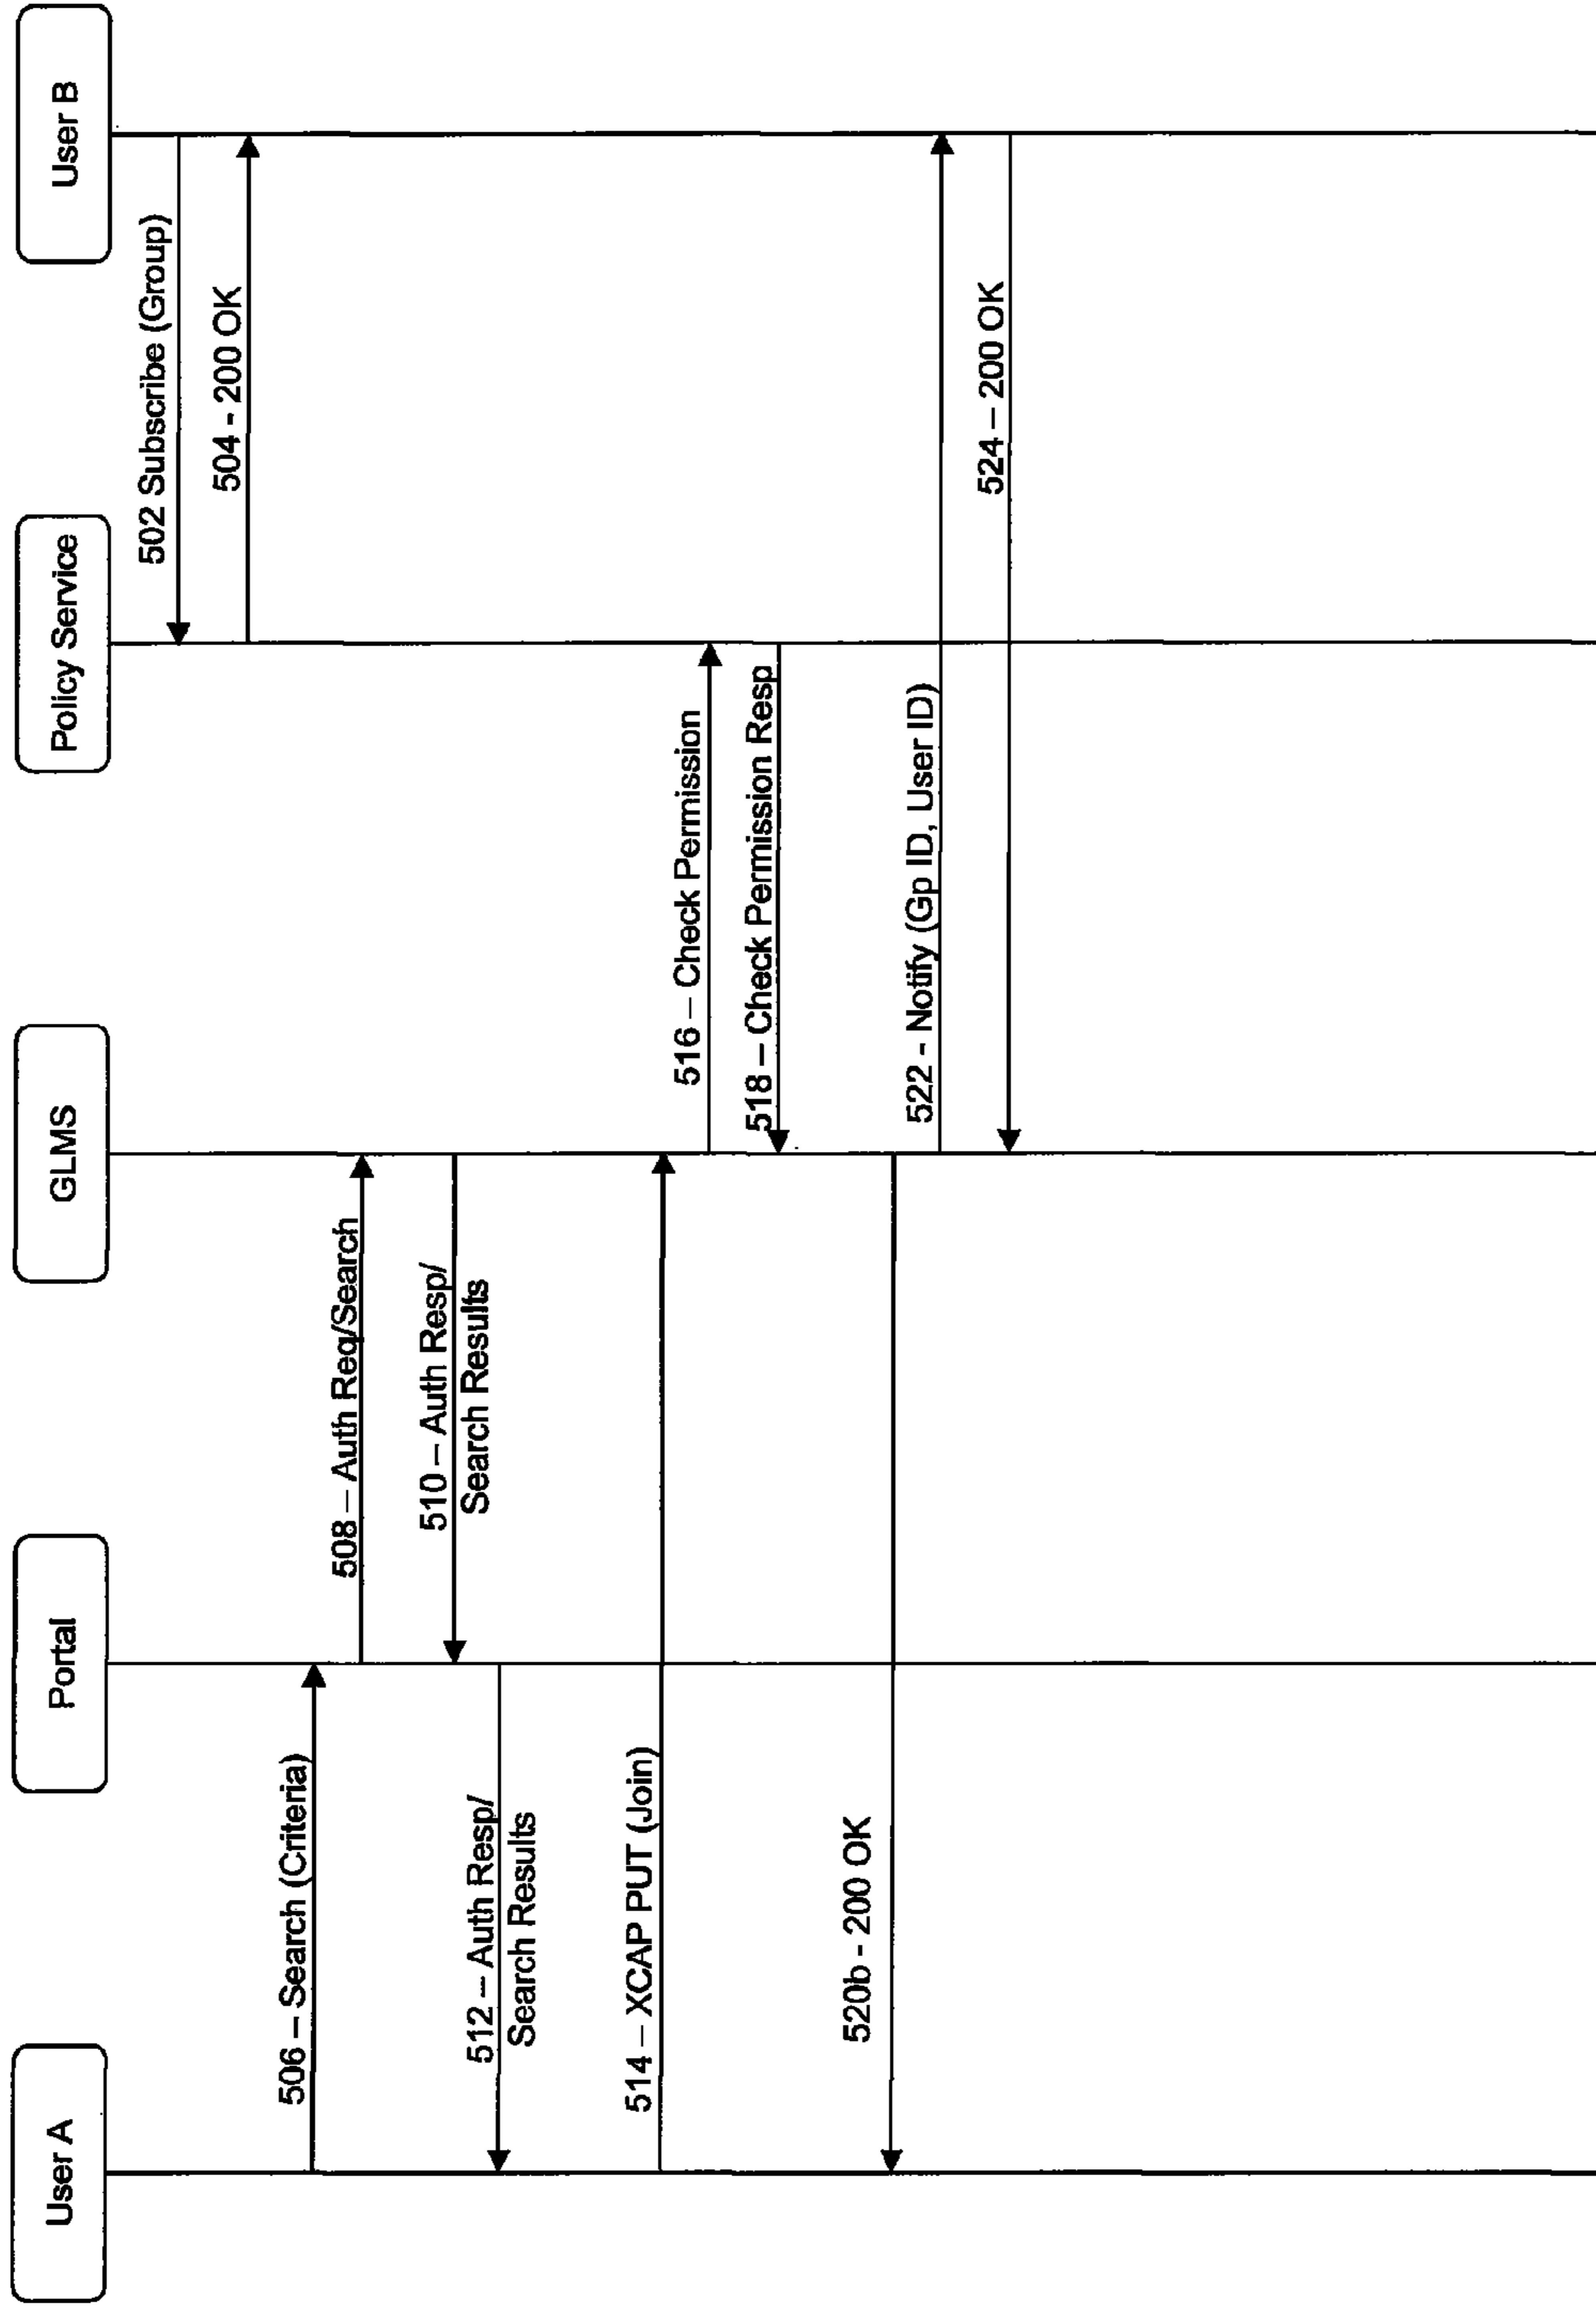 User A
Portal
GLMS
Policy Service
User B
502 Subscribe (Group)
504 - 200 OK
506 – Search (Criteria)
508 – Auth Req/Search
510 – Auth Resp/
Search Results
512 – Auth Resp/
Search Results
514 – XCAP PUT (Join)
516 – Check Permission
518 – Check Permission Resp
520b - 200 OK
522 - Notify (Gp ID, User ID)
524 – 200 OK